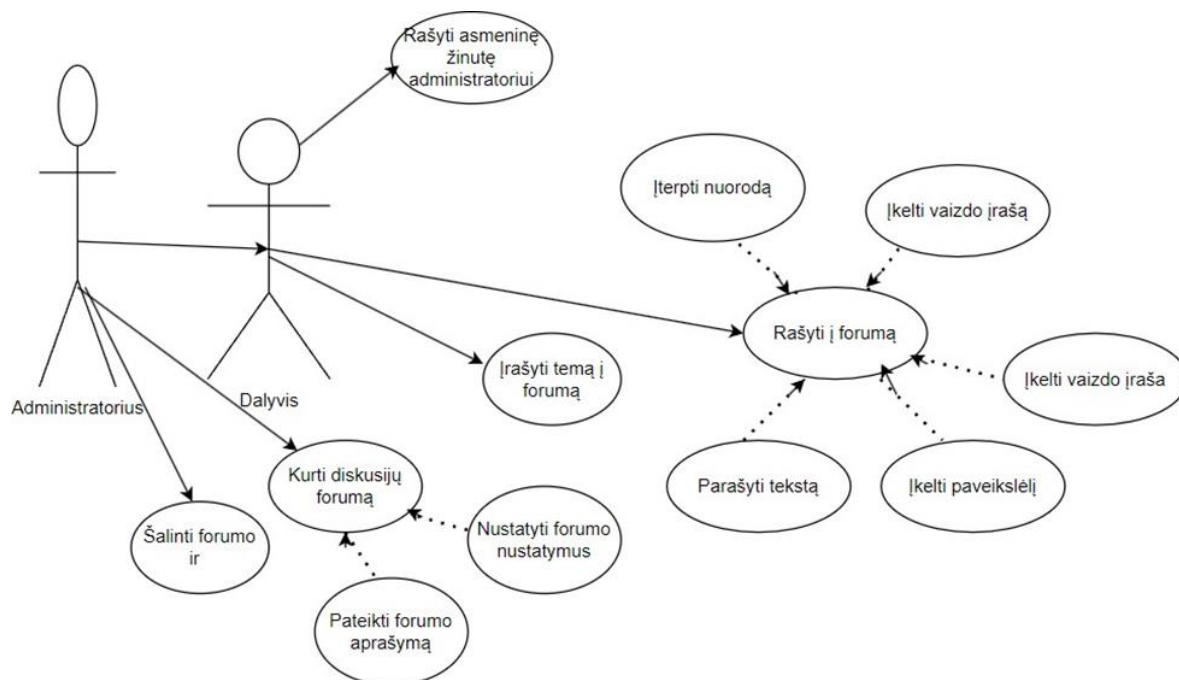 Rašyti asmeninę
žinutę
administratoriui
Įterpti nuorodą
Įkelti vaizdo įrašą
Rašyti į forumą
Įrašyti temą į
forumą
Įkelti vaizdo įraša
Administratorius
Dalyvis
Kurti diskusijų
forumą
Parašyti tekstą
Įkelti paveikslėlį
Šalinti forumo
ir
Nustatyti forumo
nustatymus
Pateikti forumo
aprašymą